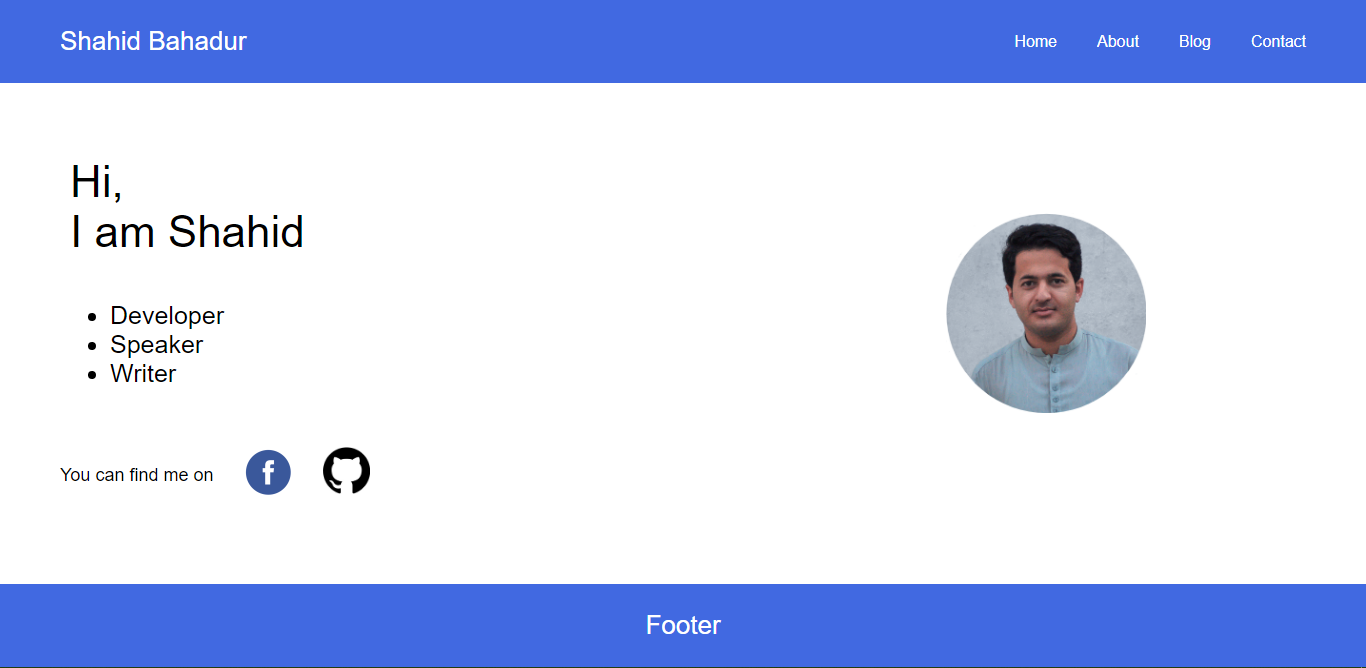 Shahid Bahadur
Home About Blog Contact
Hi,
I am Shahid
Developer
Speaker
Writer
You can find me on
Footer